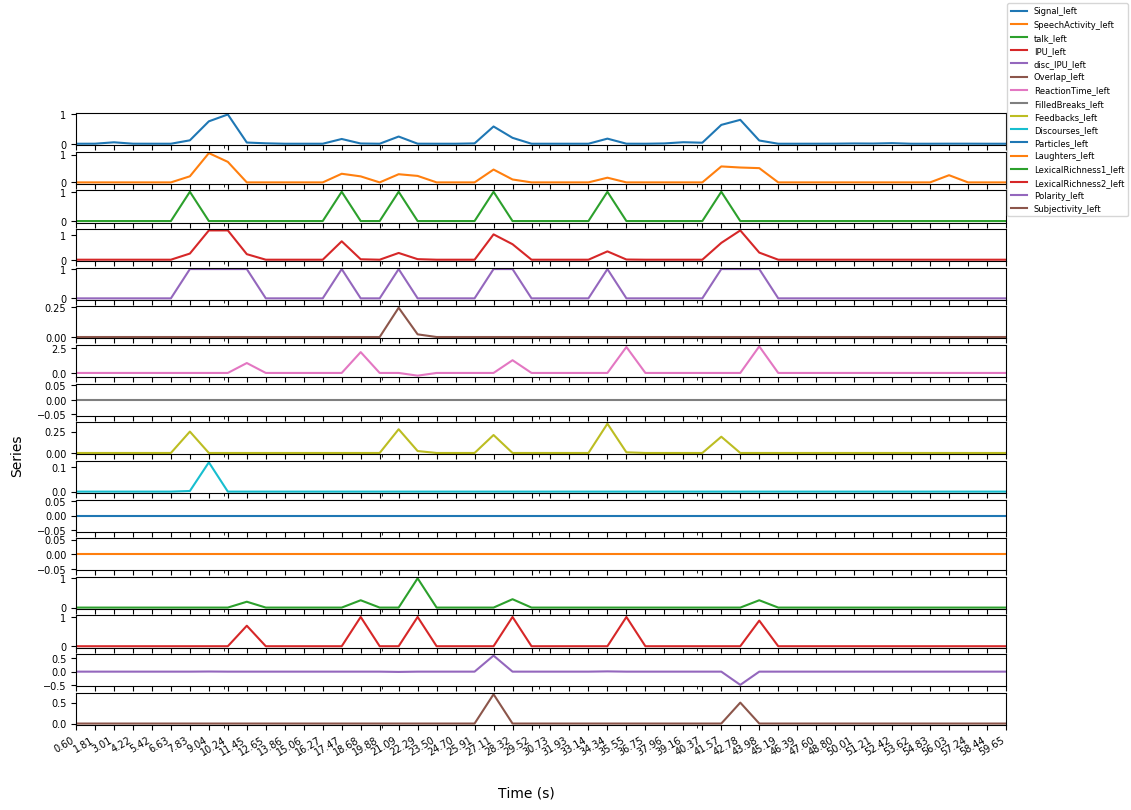 Signal_left
SpeechActivity_left
talk_left
IPU_left
disc_IPU_left
Overlap_left
ReactionTime_left
FilledBreaks_left
Feedbacks_left
Discourses_left
Particles_left
Laughters_left
LexicalRichness1_left
LexicalRichness2_left
Polarity_left
Subjectivity_left
1
0
1
0
1
0
1
0
1
0
0.25
0.00
2.5
0.0
0.05
0.00
−0.05
0.25
0.00
0.1
0.0
0.05
0.00
−0.05
0.05
0.00
−0.05
1
0
1
0
0.5
0.0
−0.5
0.5
0.0
Series
0.60 1.81 3.01 4.22 5.42 6.63 7.83 9.04 10.24 11.45 12.65 13.86 15.06 16.27 17.47 18.68 19.88 21.09 22.29 23.50 24.70 25.91 27.11 28.32 29.52 30.73 31.93 33.14 34.34 35.55 36.75 37.96 39.16 40.37 41.57 42.78 43.98 45.19 46.39 47.60 48.80 50.01 51.21 52.42 53.62 54.83 56.03 57.24 58.44 59.65
Time (s)